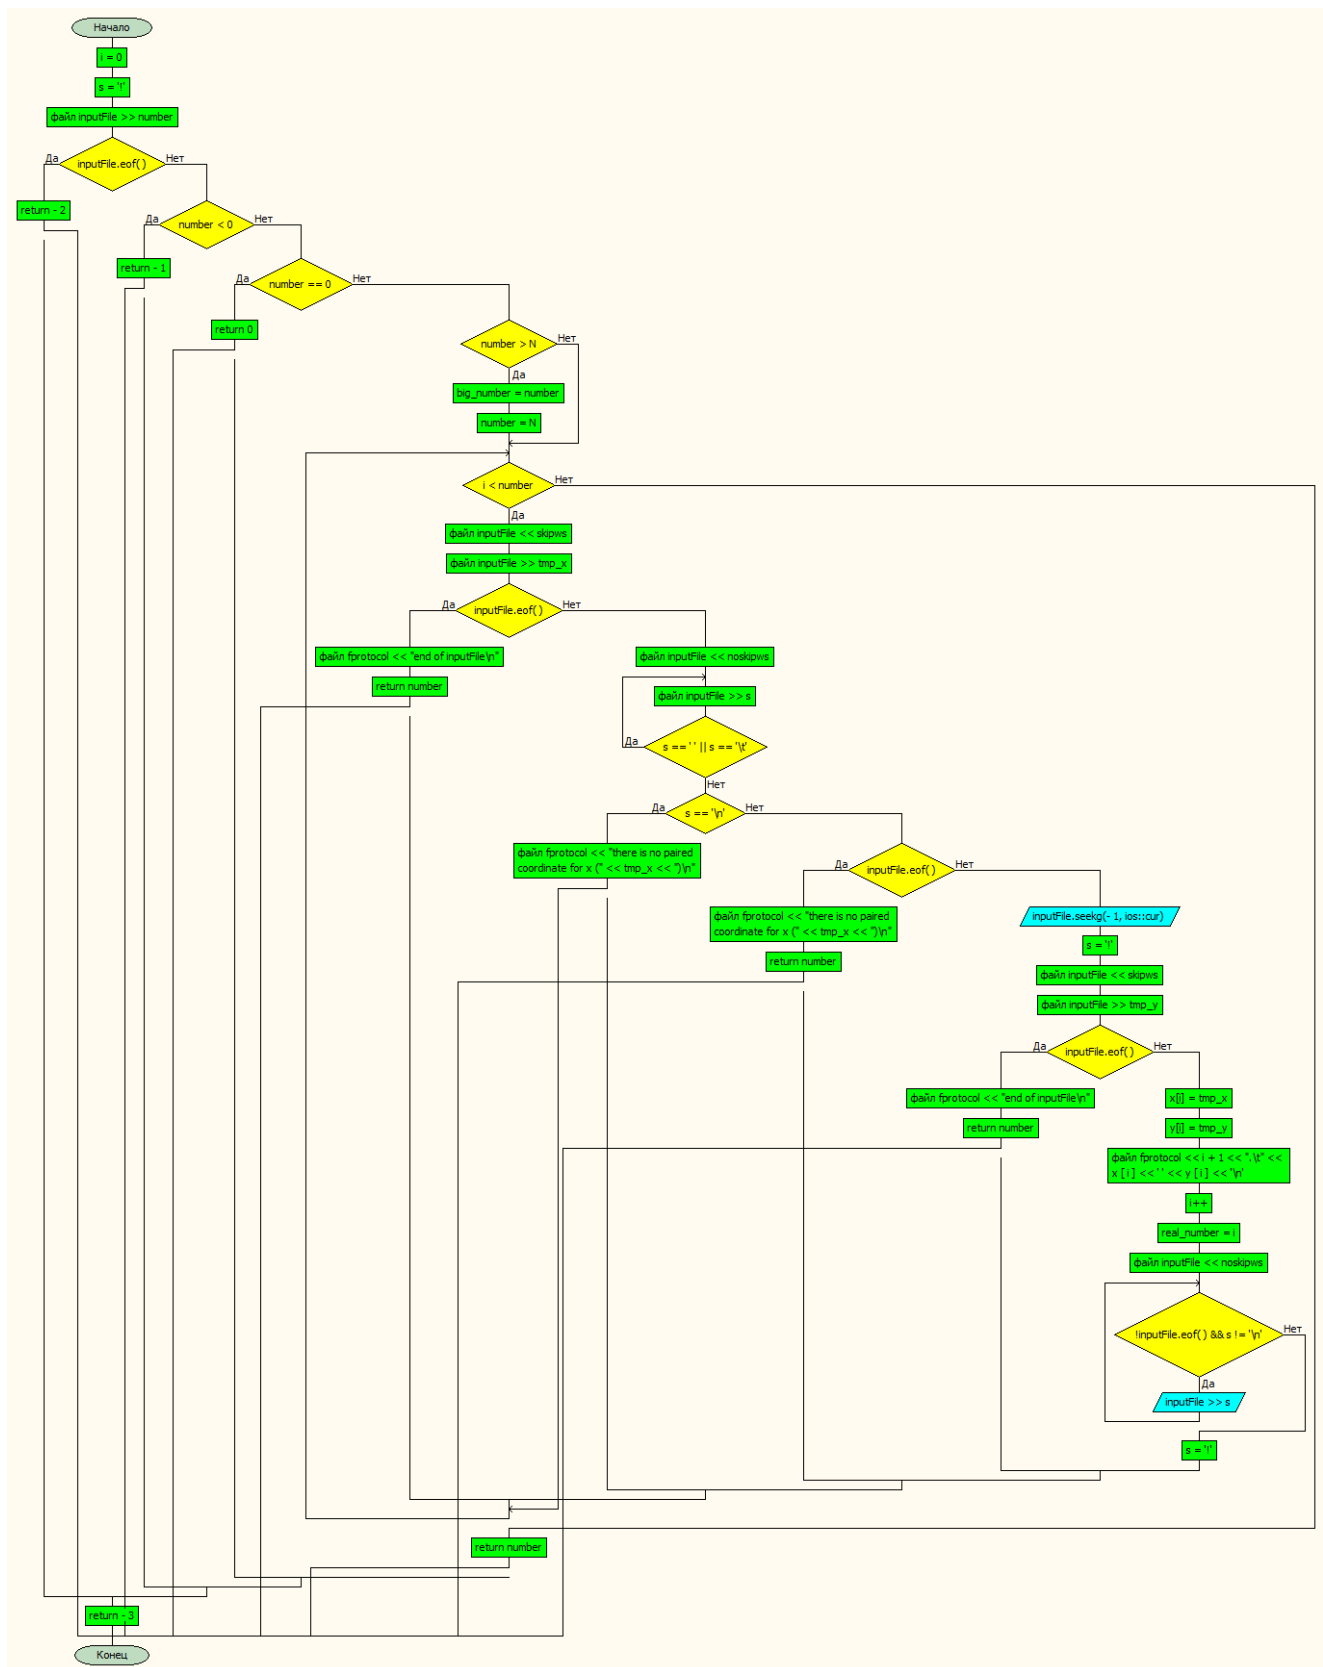 Начало
i = 0
s = '!'
файл inputFile >> number
Да
inputFile.eof( )
Нет
return - 2
Да
number < 0
Нет
return - 1
Да
number == 0
Нет
return 0
number > N
Нет
Да
big_number = number
number = N
i < number
Нет
Да
файл inputFile << skipws
файл inputFile >> tmp_x
Да
inputFile.eof( )
Нет
файл fprotocol << "end of inputFile\n"
return number
файл inputFile << noskipws
файл inputFile >> s
Да
s == ' ' || s == '\t'
Нет
Да
s == '\n'
Нет
файл fprotocol << "there is no paired
coordinate for x (" << tmp_x << ")\n"
Да
inputFile.eof( )
Нет
файл fprotocol << "there is no paired
coordinate for x (" << tmp_x << ")\n"
return number
inputFile.seekg(- 1, ios::cur)
s = '!'
файл inputFile << skipws
файл inputFile >> tmp_y
Да
inputFile.eof( )
Нет
файл fprotocol << "end of inputFile\n"
return number
x[i] = tmp_x
y[i] = tmp_y
файл fprotocol << i + 1 << ". \t" <<
x [ i ] << ' ' << y [ i ] << '\n'
i++
real_number = i
файл inputFile << noskipws
!inputFile.eof( ) && s != '\n'
Нет
Да
inputFile >> s
s = '!'
return number
return - 3
Конец